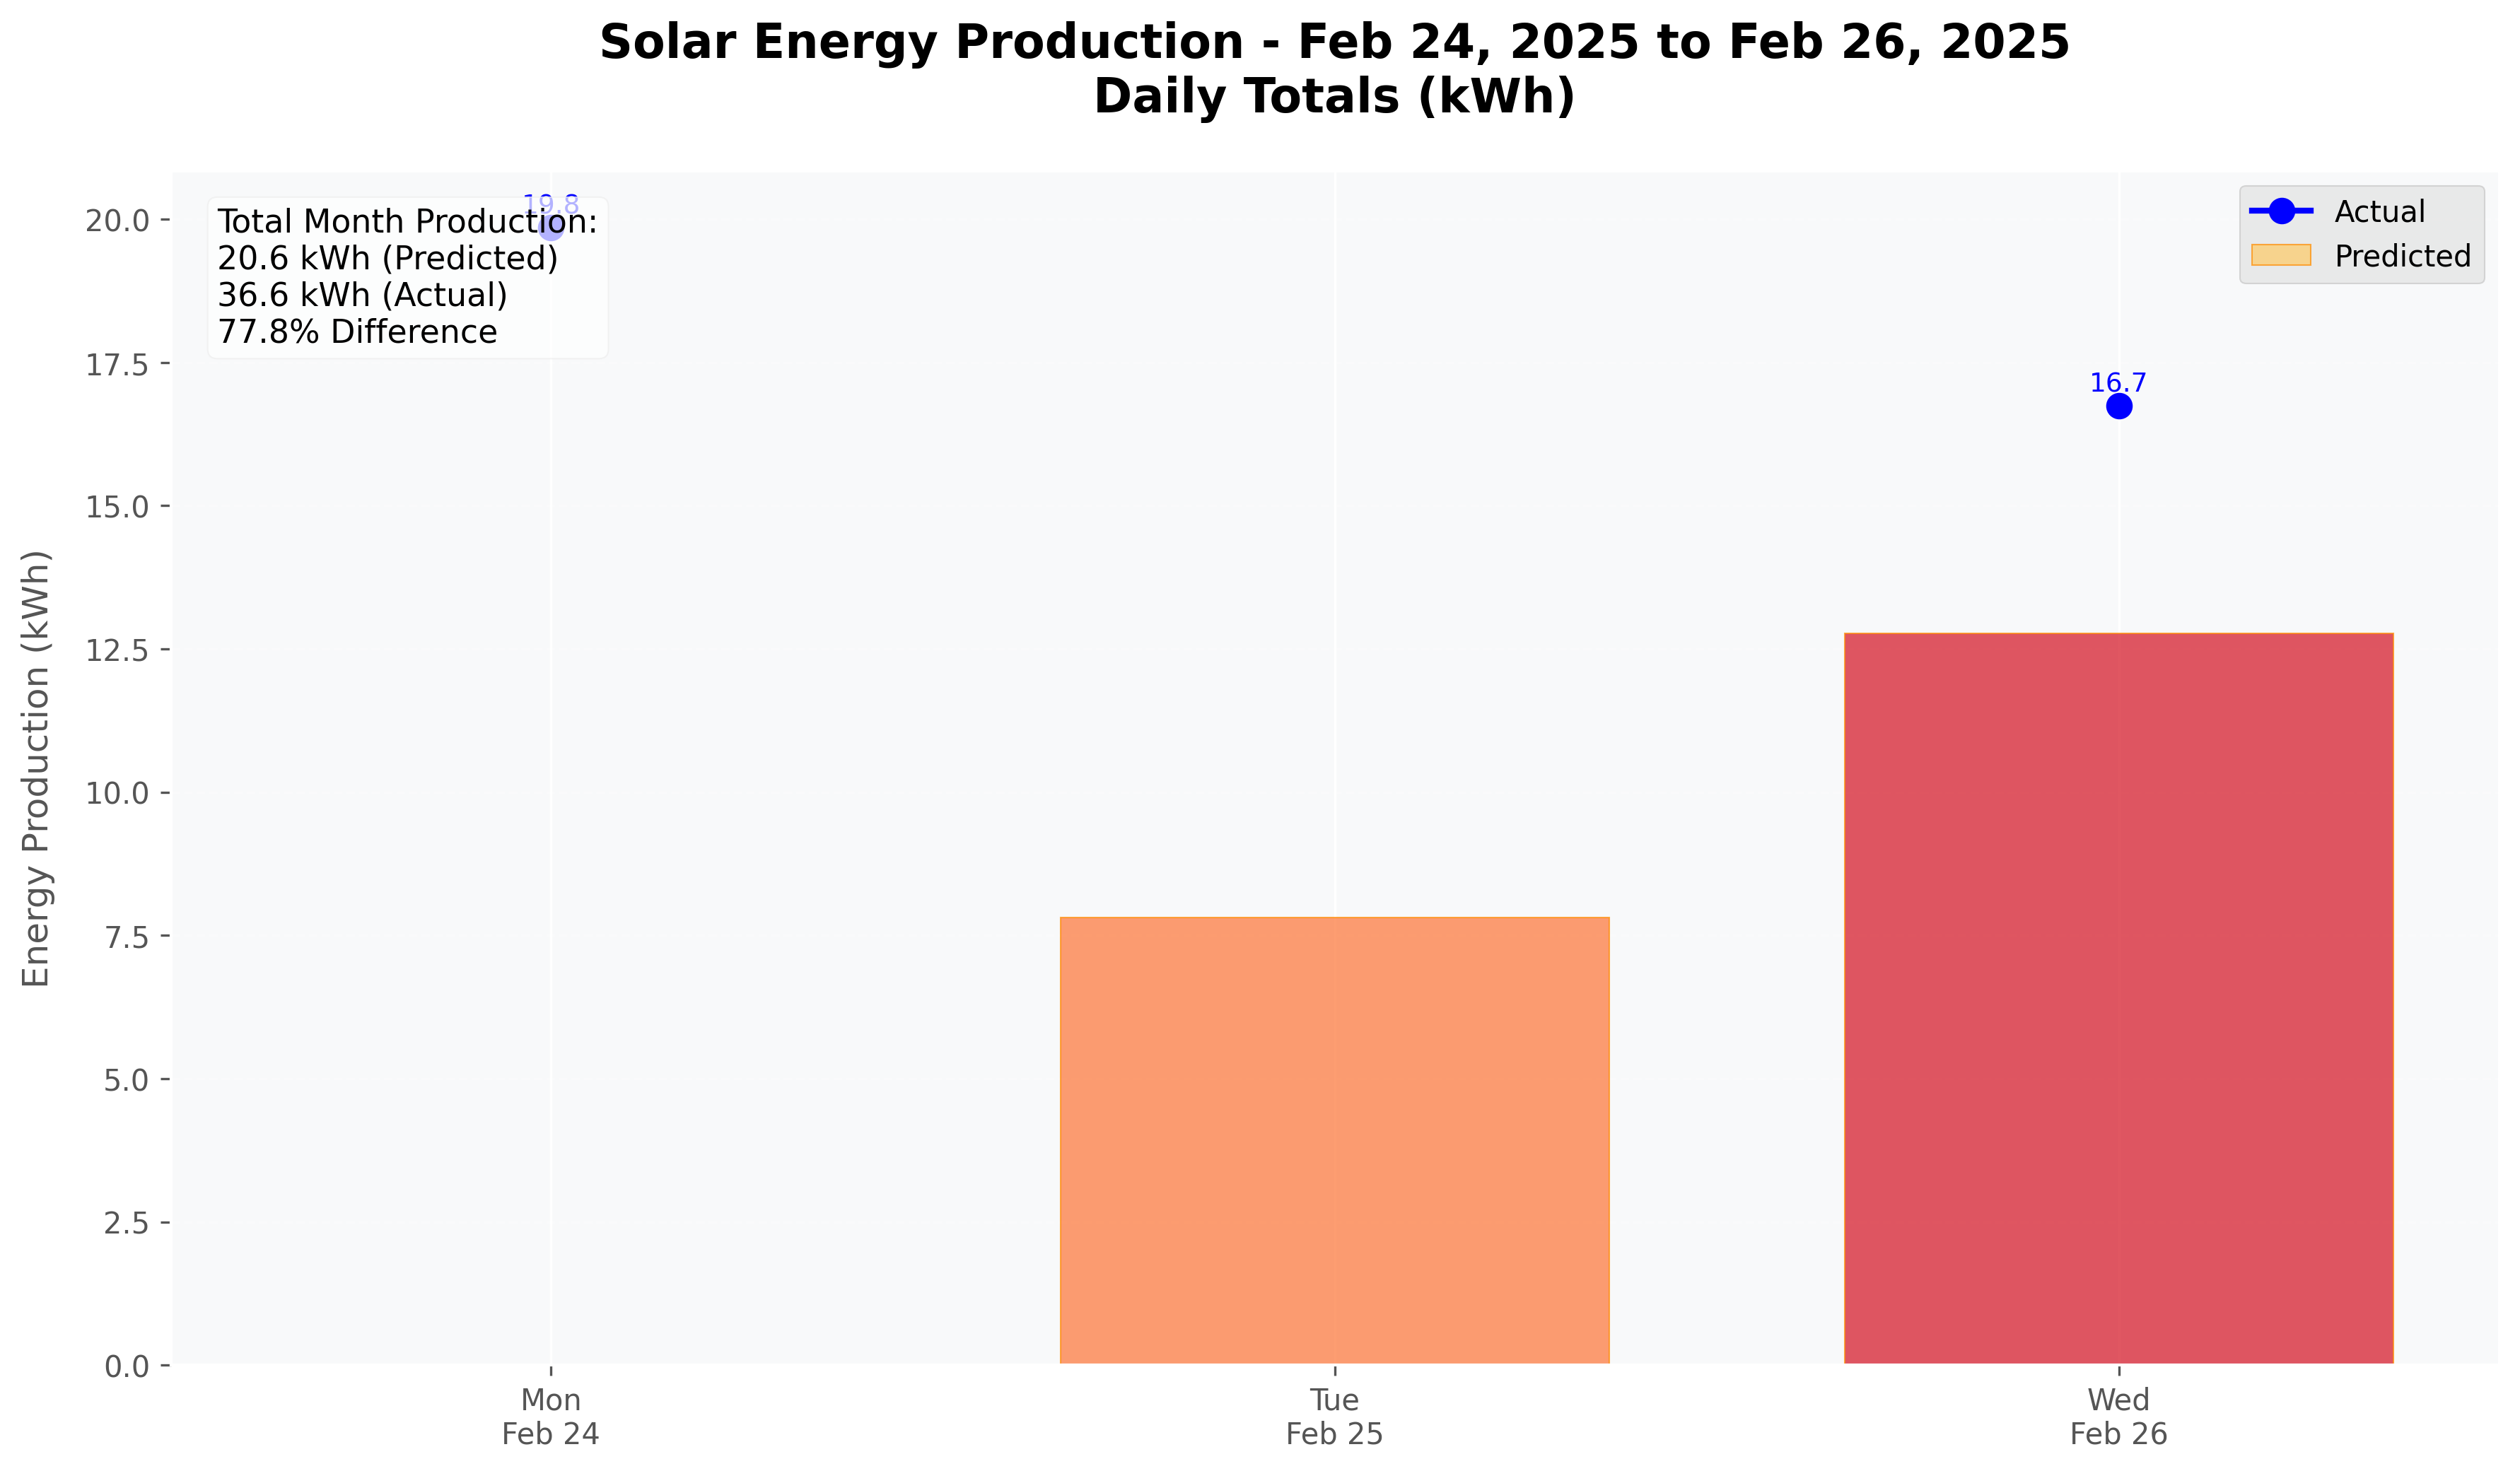 Solar Energy Production - Feb 24, 2025 to Feb 26, 2025
Daily Totals (kWh)
19.8
Total Month Production:
20.6 kWh (Predicted)
36.6 kWh (Actual)
77.8% Difference
Actual
Predicted
16.7
Energy Production (kWh)
20.0
17.5
15.0
12.5
10.0
7.5
5.0
2.5
0.0
Mon
Feb 24
Tue
Feb 25
Wed
Feb 26